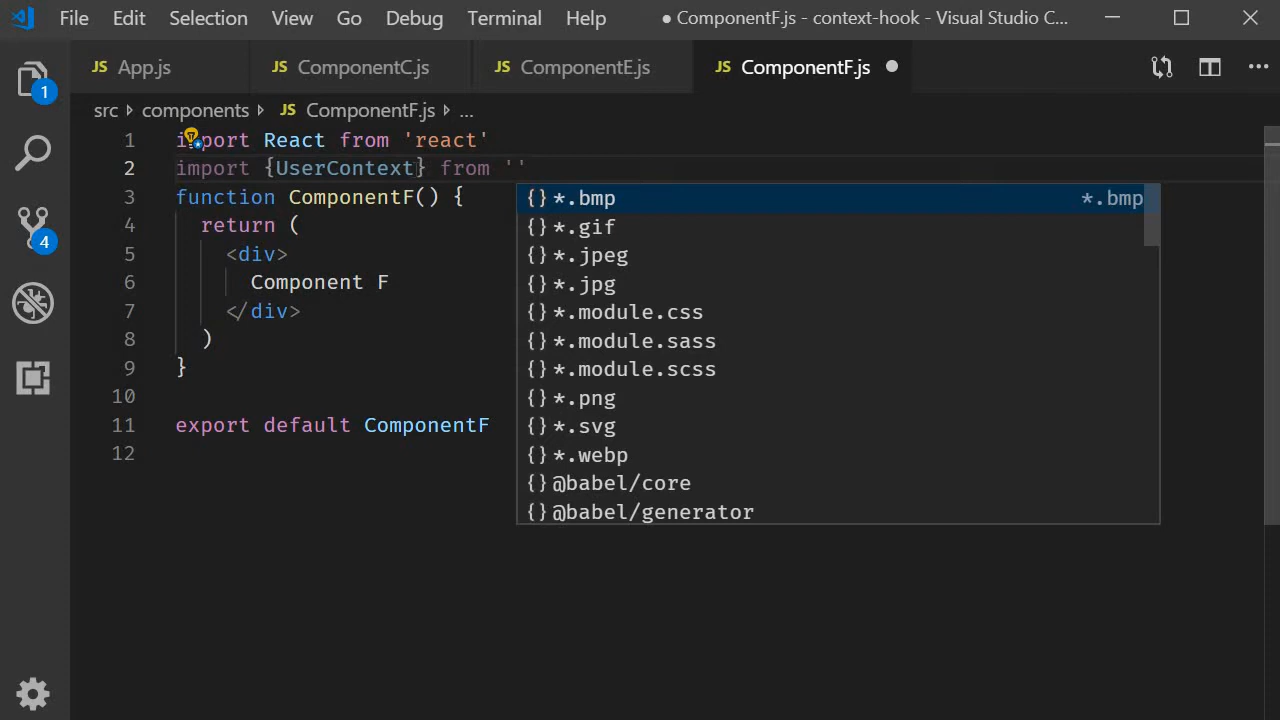 File Edit Selection View Go Debug Terminal Help ● ComponentF.js - context-hook - Visual Studio C...
JS App.js JS ComponentC.js JS ComponentE.js JS ComponentF.js
src components JS ComponentF.js ...
1 import React from 'react'
2 import {UserContext} from ''
3 function ComponentF() {
4 return (
5 <div>
6 Component F
7 </div>
8 )
9 }
10
11 export default ComponentF
12
{} *.bmp *.bmp
{} *.gif
{} *.jpeg
{} *.jpg
{} *.module.css
{} *.module.sass
{} *.module.scss
{} *.png
{} *.svg
{} *.webp
{} @babel/core
{} @babel/generator
1
4